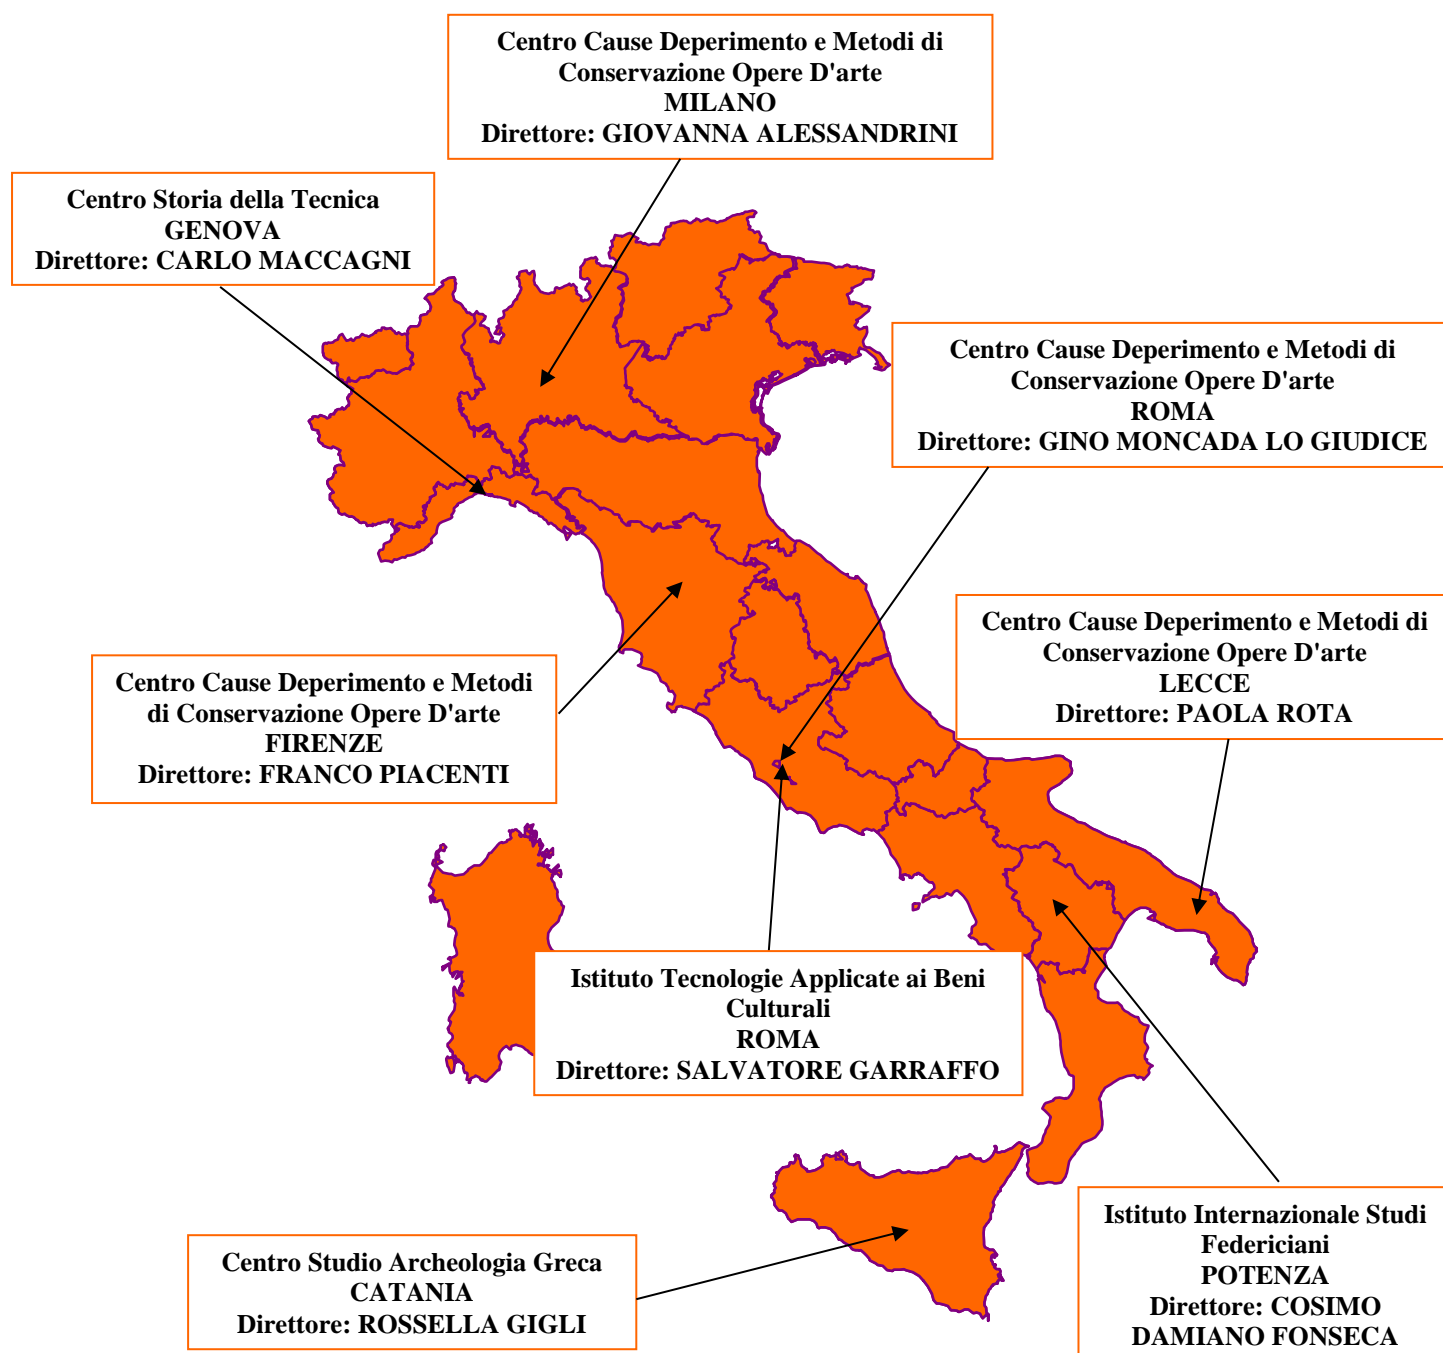 Centro Cause Deperimento e Metodi di
Conservazione Opere D'arte
MILANO
Direttore: GIOVANNA ALESSANDRINI
Centro Storia della Tecnica
GENOVA
Direttore: CARLO MACCAGNI
Centro Cause Deperimento e Metodi di
Conservazione Opere D'arte
ROMA
Direttore: GINO MONCADA LO GIUDICE
Centro Cause Deperimento e Metodi di
Conservazione Opere D'arte
LECCE
Direttore: PAOLA ROTA
Centro Cause Deperimento e Metodi
di Conservazione Opere D'arte
FIRENZE
Direttore: FRANCO PIACENTI
Istituto Tecnologie Applicate ai Beni
Culturali
ROMA
Direttore: SALVATORE GARRAFFO
Istituto Internazionale Studi
Federiciani
POTENZA
Direttore: COSIMO
DAMIANO FONSECA
Centro Studio Archeologia Greca
CATANIA
Direttore: ROSSELLA GIGLI